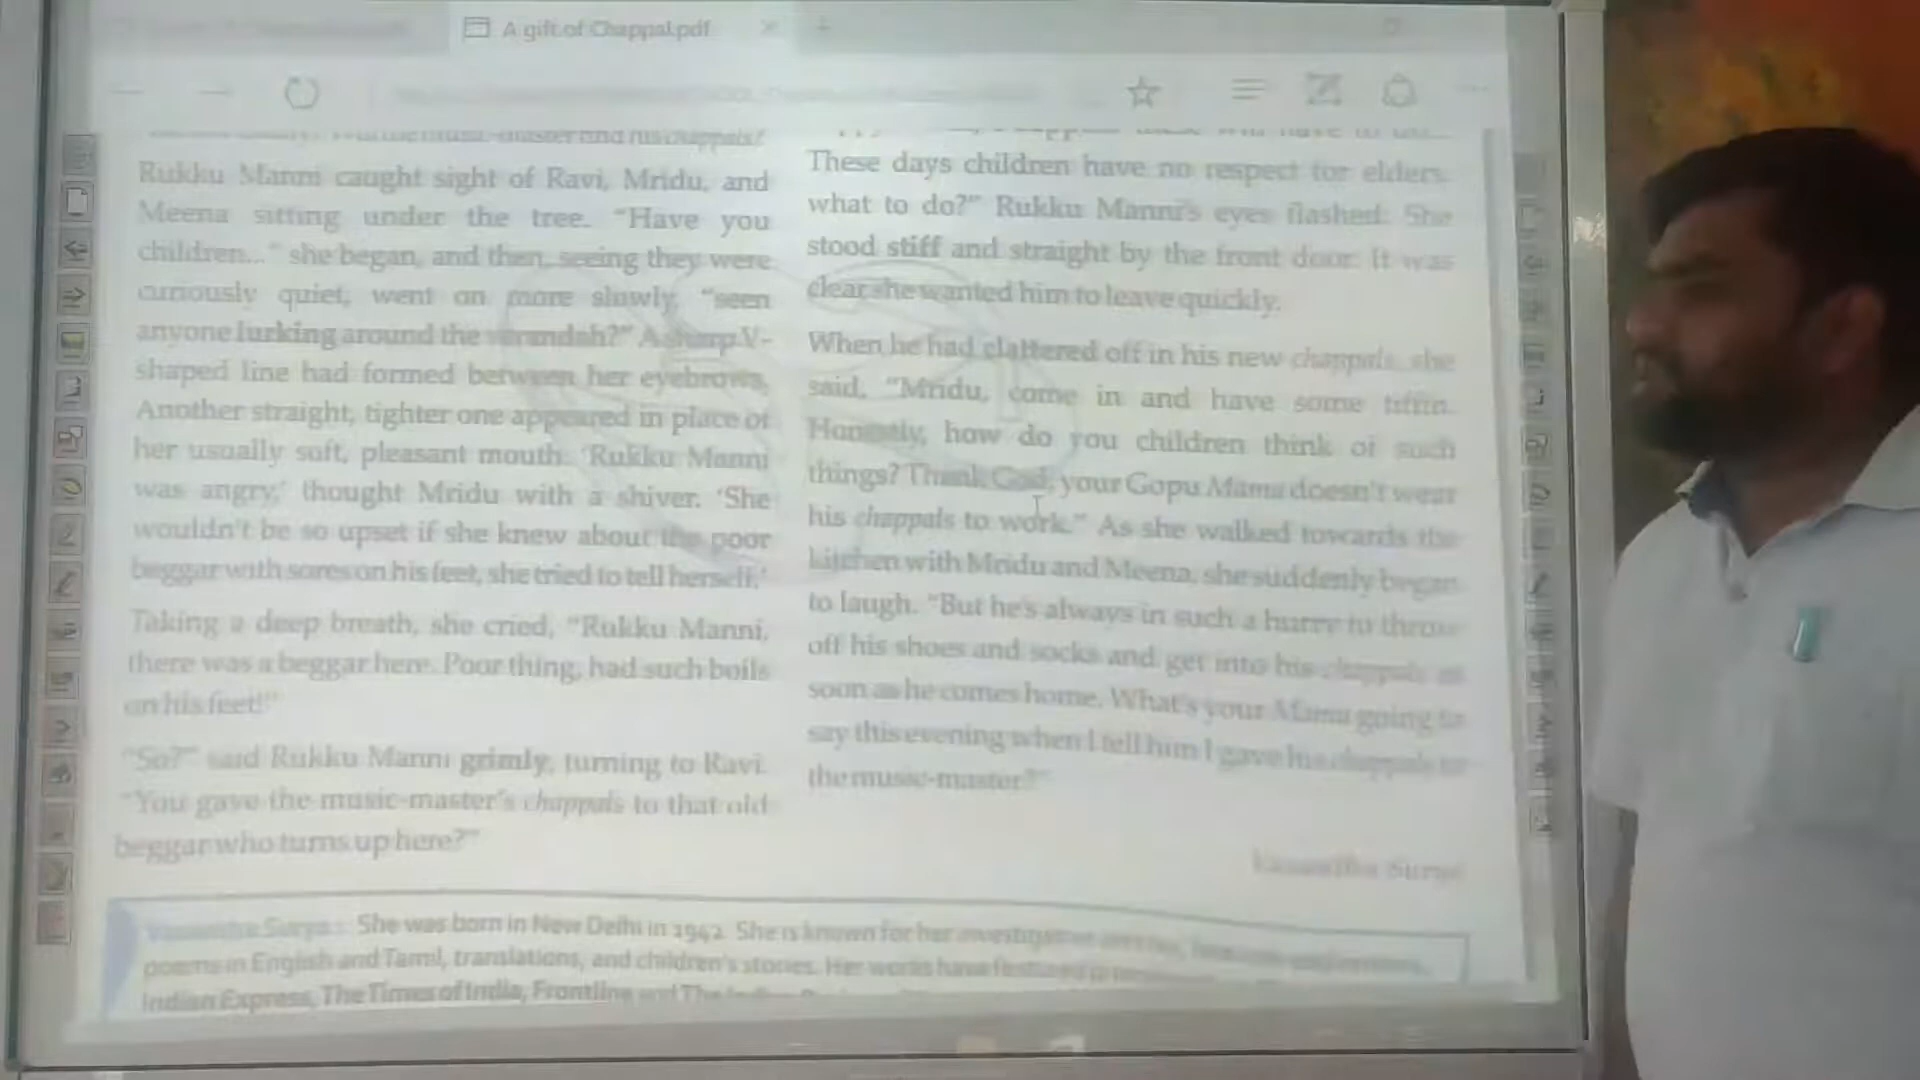 A gift of Chappal.pdf
Rukku Manni caught sight of Ravi, Mridu, and
Meena sitting under the tree. "Have you
children..." she began, and then, seeing they were
curiously quiet, went on more slowly, "seen
anyone lurking around the verandah?" A sharp V-
shaped line had formed between her eyebrows.
Another straight, tighter one appeared in place of
her usually soft, pleasant mouth. 'Rukku Manni
was angry,' thought Mridu with a shiver. 'She
wouldn't be so upset if she knew about the poor
beggar with sores on his feet, she tried to tell herself.'
Taking a deep breath, she cried, "Rukku Manni,
there was a beggar here. Poor thing, had such boils
on his feet!"
"So?" said Rukku Manni grimly, turning to Ravi.
"You gave the music-master's chappals to that old
beggar who turns up here?"
These days children have no respect for elders,
what to do?" Rukku Manni's eyes flashed. She
stood stiff and straight by the front door. It was
clear she wanted him to leave quickly.
When he had clattered off in his new chappals, she
said, "Mridu, come in and have some tiffin.
Honestly, how do you children think of such
things? Thank God, your Gopu Mama doesn't wear
his chappals to work." As she walked towards the
kitchen with Mridu and Meena, she suddenly began
to laugh. "But he's always in such a hurry to throw
off his shoes and socks and get into his chappals as
soon as he comes home. What's your Mama going to
say this evening when I tell him I gave his chappals to
the music-master?"
Vasantha Surya
Vasantha Surya : She was born in New Delhi in 1942. She is known for her
poems in English and Tamil, translations, and children's stories. Her works have featured in
Indian Express, The Times of India, Frontline and The